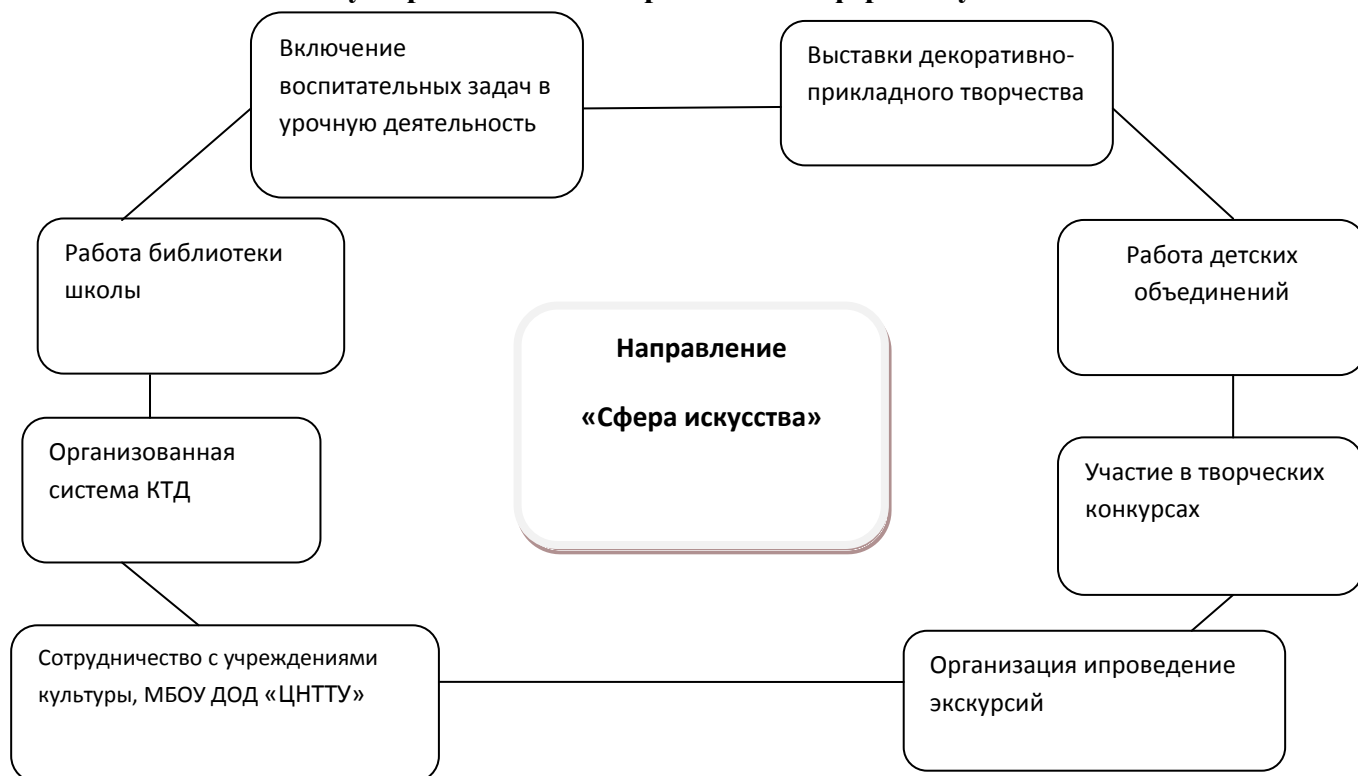 Включение
воспитательных задач в
урочную деятельность
Выставки декоративно-
прикладного творчества
Работа библиотеки
школы
Работа детских
объединений
Направление
«Сфера искусства»
Организованная
система КТД
Участие в творческих
конкурсах
Сотрудничество с учреждениями
культуры, МБОУ ДОД «ЦНТТУ»
Организация ипроведение
экскурсий